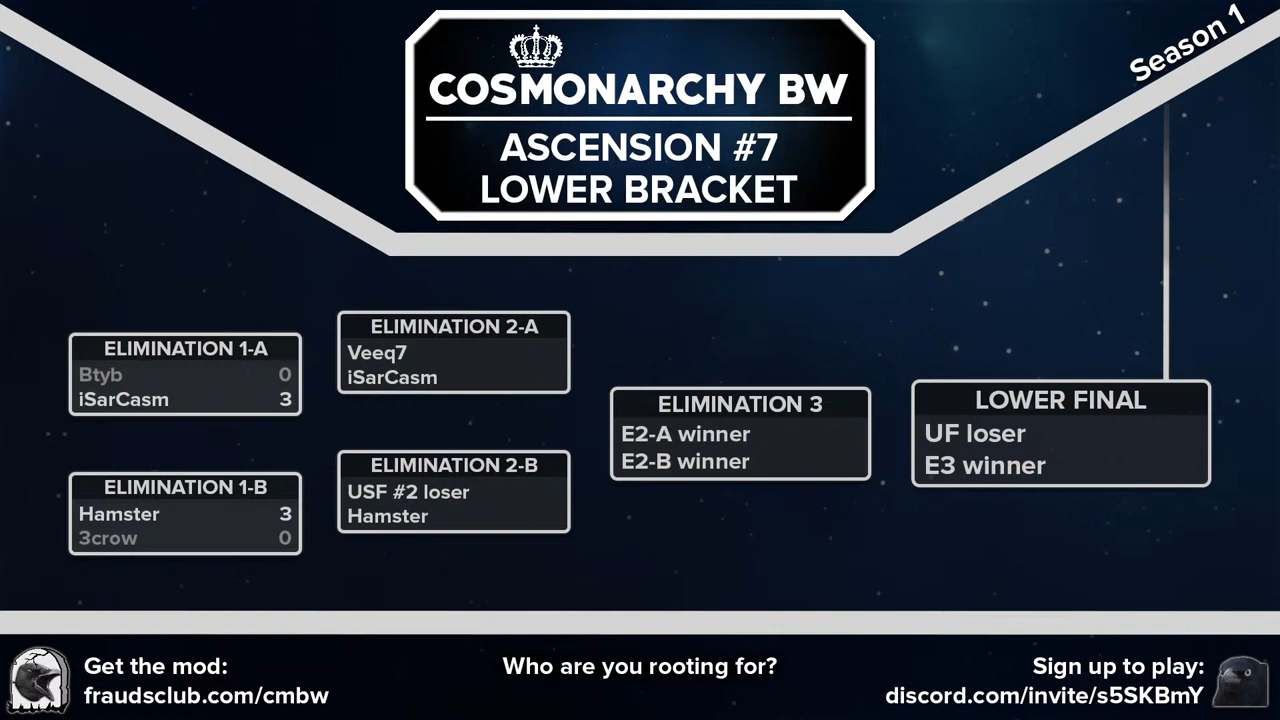 Season 1
COSMONARCHY BW
ASCENSION #7
LOWER BRACKET
ELIMINATION 1-A
Btyb 0
iSarCasm 3
ELIMINATION 1-B
Hamster 3
3crow 0
ELIMINATION 2-A
Veeq7
iSarCasm
ELIMINATION 2-B
USF #2 loser
Hamster
ELIMINATION 3
E2-A winner
E2-B winner
LOWER FINAL
UF loser
E3 winner
Get the mod:
fraudsclub.com/cmbw
Who are you rooting for?
Sign up to play:
discord.com/invite/s5SKBmY